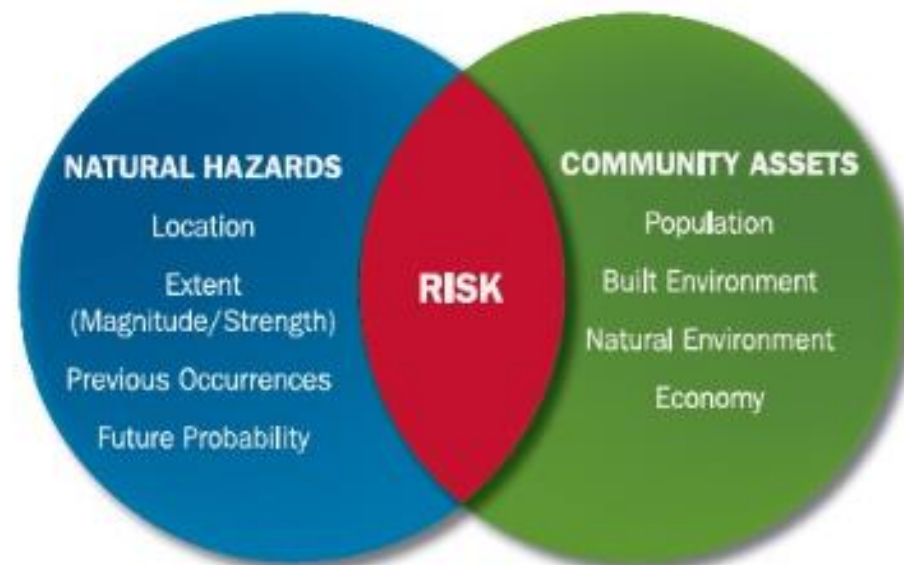 NATURAL HAZARDS
Location
Extent
(Magnitude/Strength)
Previous Occurrences
Future Probability
RISK
COMMUNITY ASSETS
Population
Built Environment
Natural Environment
Economy